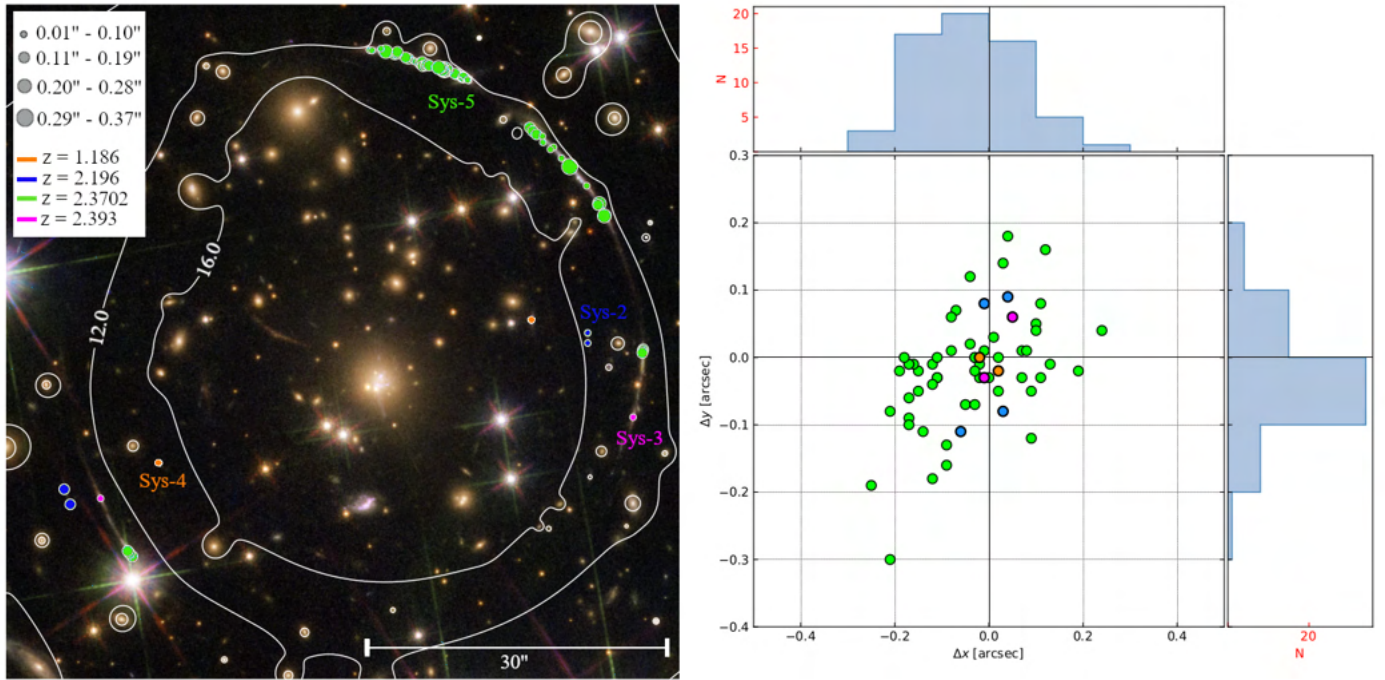 0.01" - 0.10"
0.11" - 0.19"
0.20" - 0.28"
0.29" - 0.37"
z = 1.186
z = 2.196
z = 2.3702
z = 2.393
Sys-5
16.0
12.0
Sys-2
Sys-3
Sys-4
30"
20
15
10
5
N
0.3
0.2
0.1
0.0
−0.1
−0.2
−0.3
−0.4
Δy [arcsec]
−0.4
−0.2
0.0
0.2
0.4
Δx [arcsec]
20
N